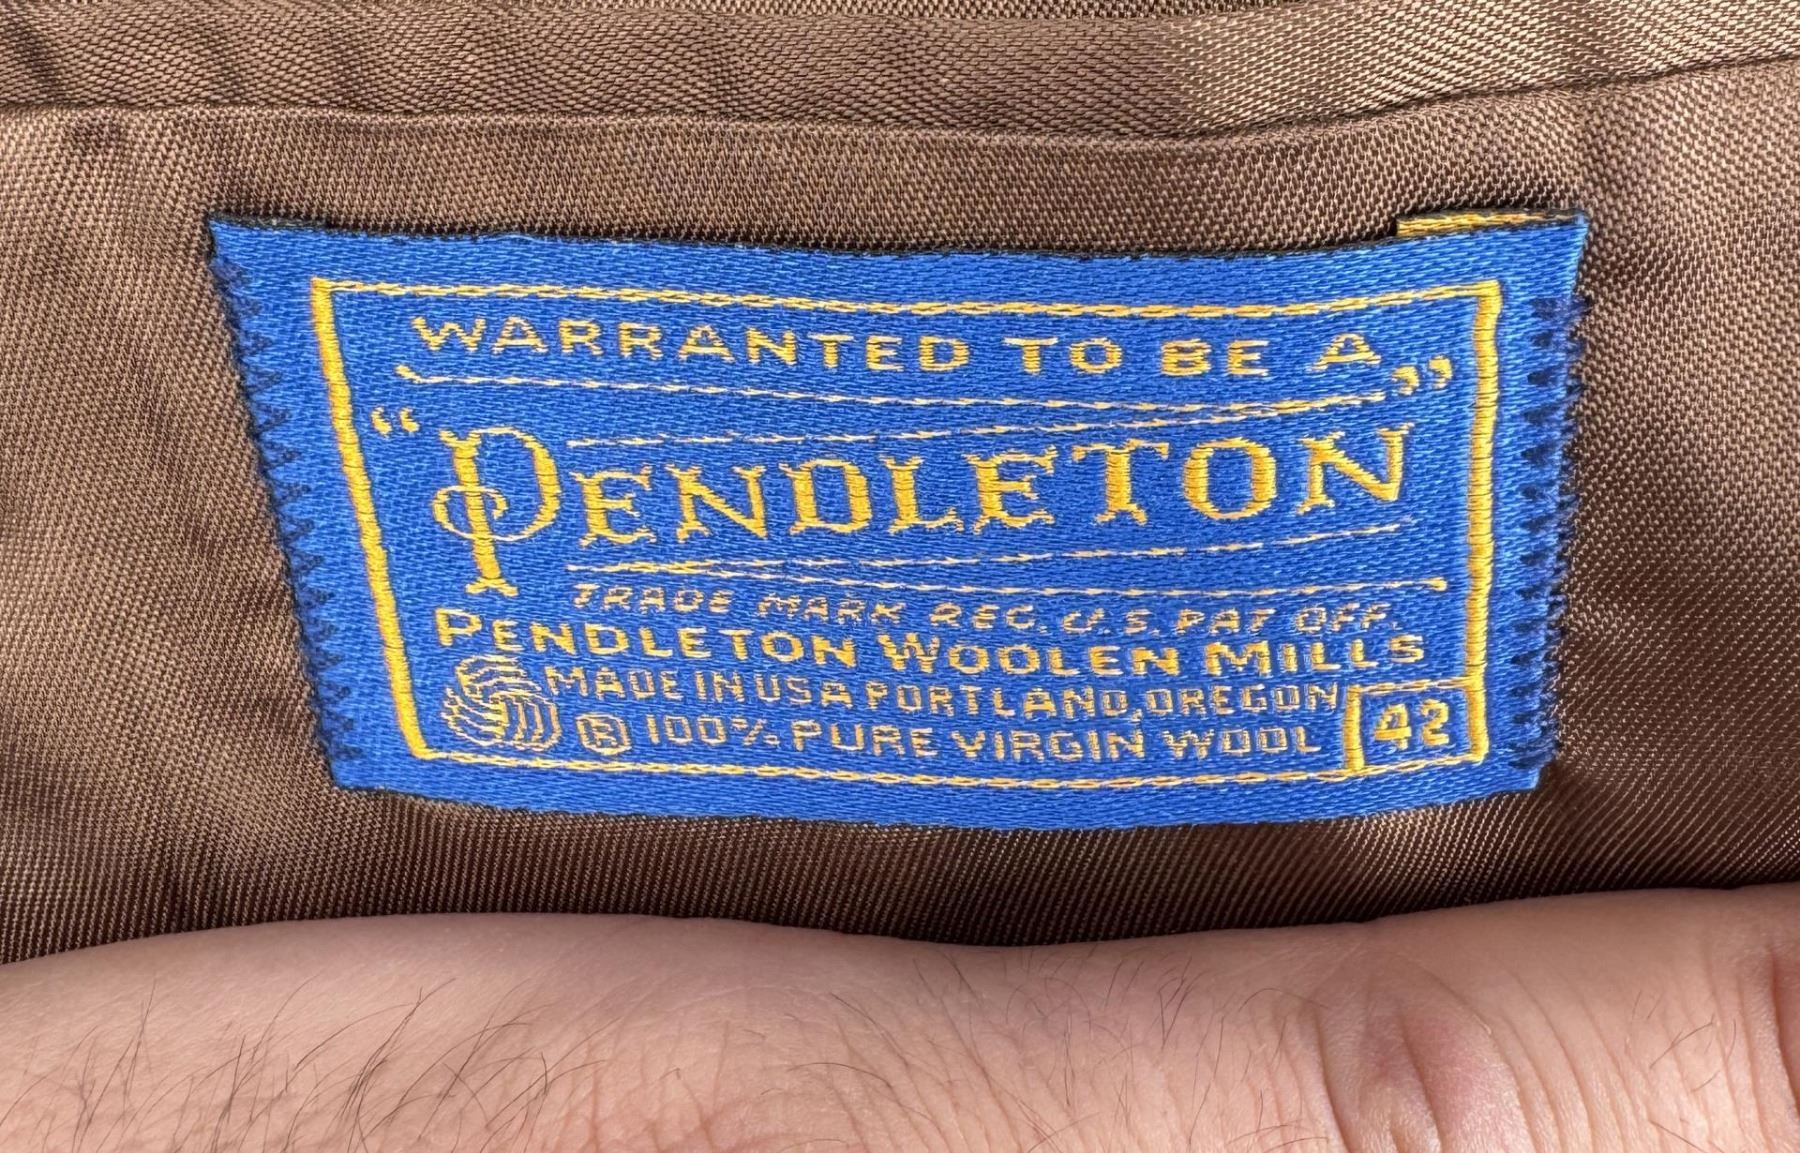 WARRANTED TO BE A
“PENDLETON”
TRADE MARK REG. U.S. PAT OFF.
PENDLETON WOOLEN MILLS
MADE IN USA PORTLAND, OREGON
® 100% PURE VIRGIN WOOL
42